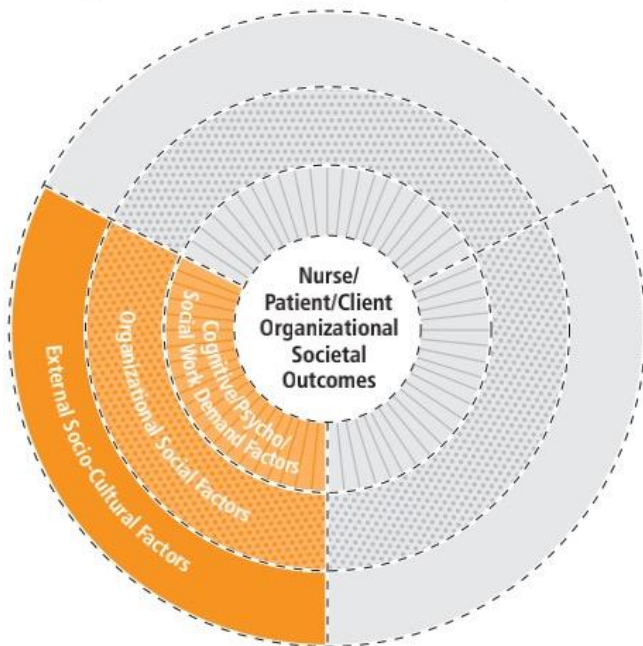 Nurse/
Patient/Client
Organizational
Societal
Outcomes
Cognitive/Psycho/
Social Work Demand Factors
Organizational Social Factors
External Socio-Cultural Factors